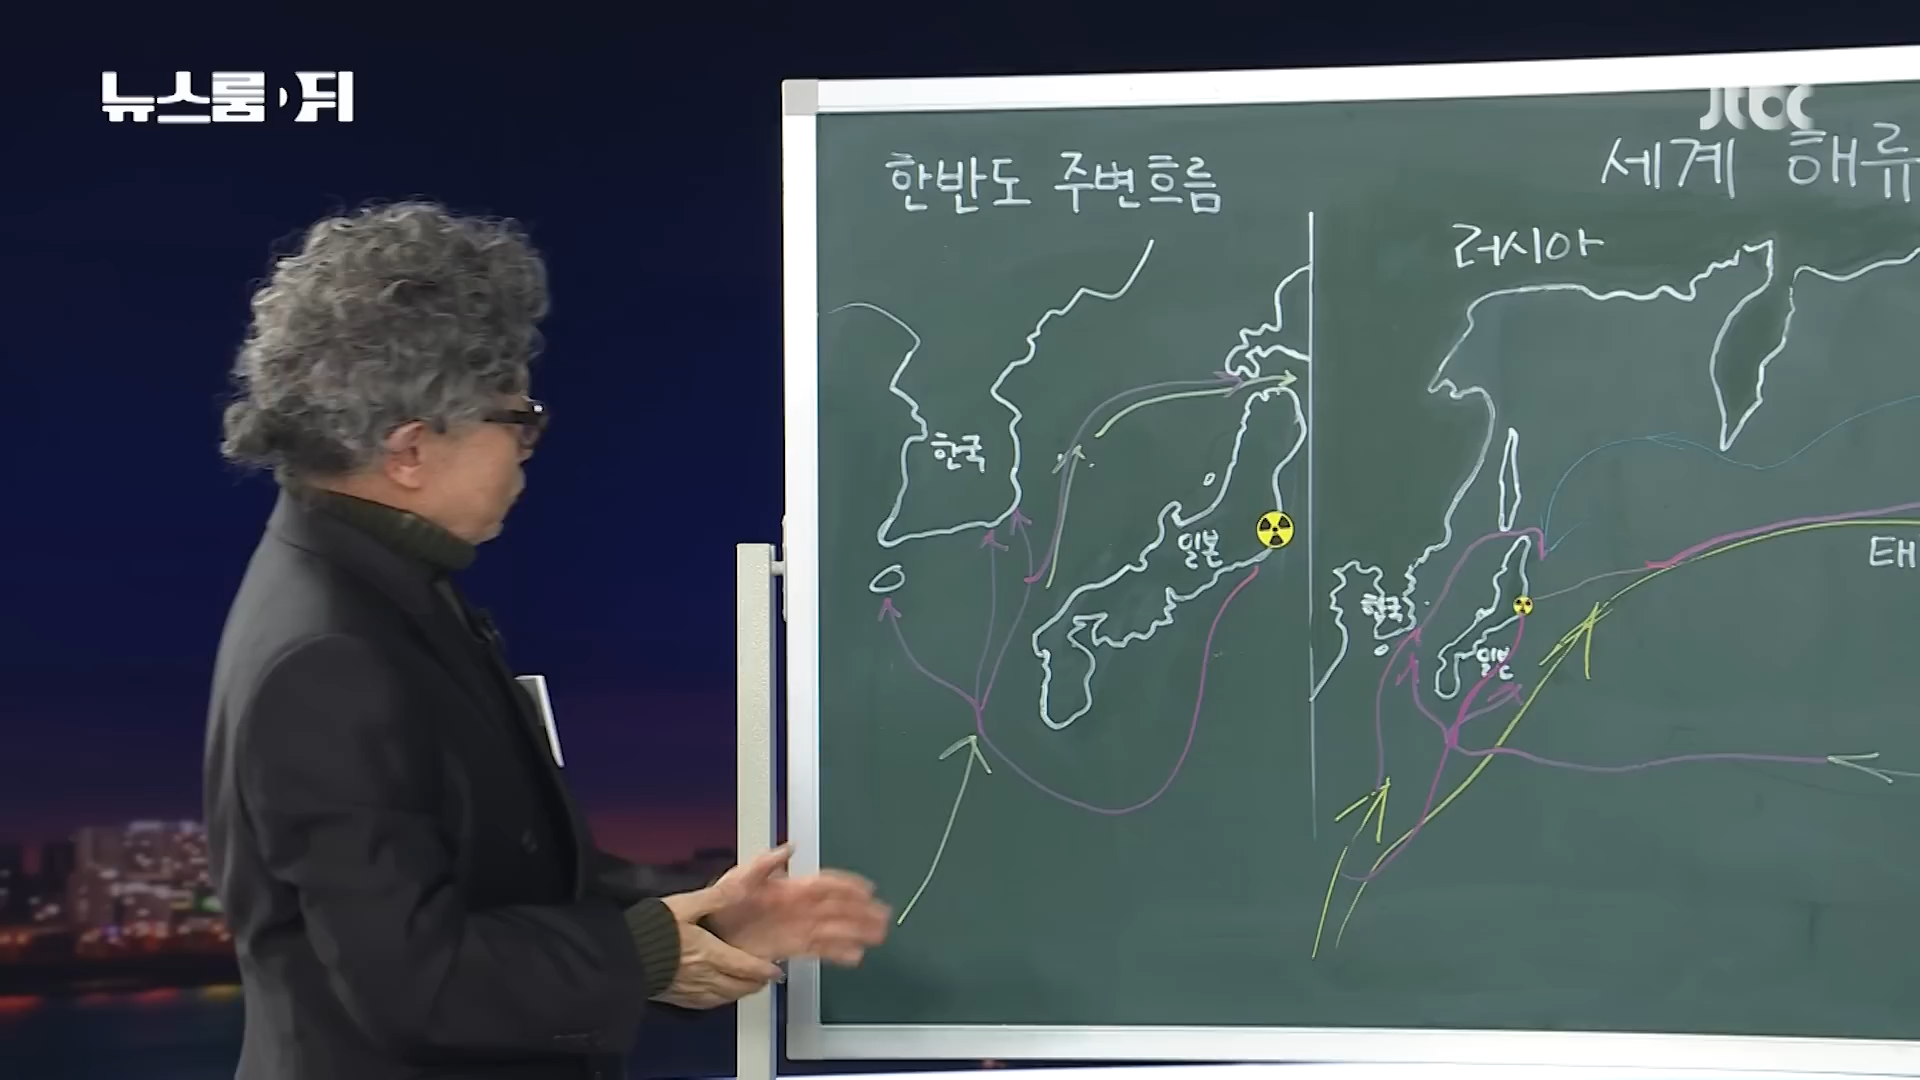 뉴스룸 뒤
jtbc
한반도 주변흐름
세계 해류
러시아
한국
일본
한국
일본
태